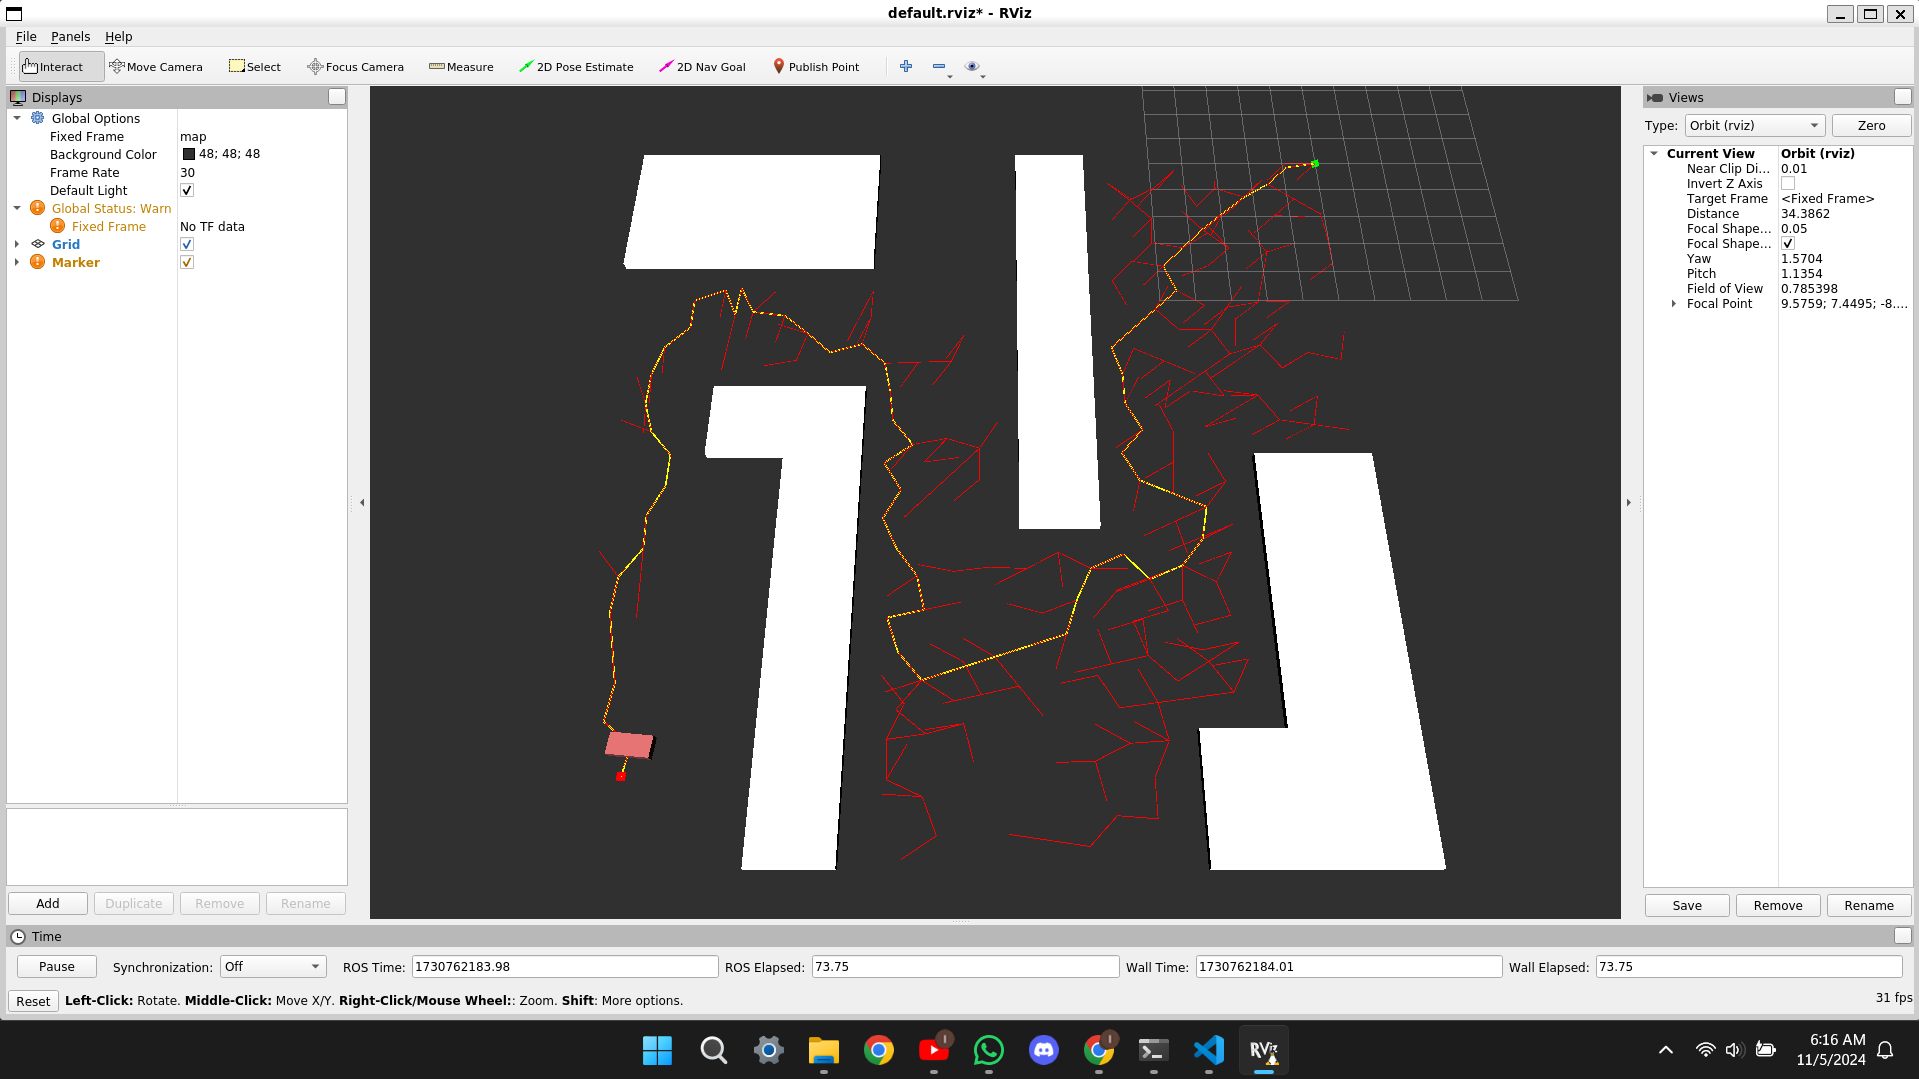 default.rviz* - RViz
File Panels Help
Interact Move Camera Select Focus Camera Measure 2D Pose Estimate 2D Nav Goal Publish Point
Displays
Global Options
Fixed Frame map
Background Color 48; 48; 48
Frame Rate 30
Default Light
Global Status: Warn
Fixed Frame No TF data
Grid
Marker
Add Duplicate Remove Rename
Views
Type: Orbit (rviz) Zero
Current View Orbit (rviz)
Near Clip Di... 0.01
Invert Z Axis
Target Frame <Fixed Frame>
Distance 34.3862
Focal Shape... 0.05
Focal Shape...
Yaw 1.5704
Pitch 1.1354
Field of View 0.785398
Focal Point 9.5759; 7.4495; -8....
Save Remove Rename
Time
Pause Synchronization: Off ROS Time: 1730762183.98 ROS Elapsed: 73.75 Wall Time: 1730762184.01 Wall Elapsed: 73.75
Reset Left-Click: Rotate. Middle-Click: Move X/Y. Right-Click/Mouse Wheel:: Zoom. Shift: More options. 31 fps
RViz
6:16 AM
11/5/2024